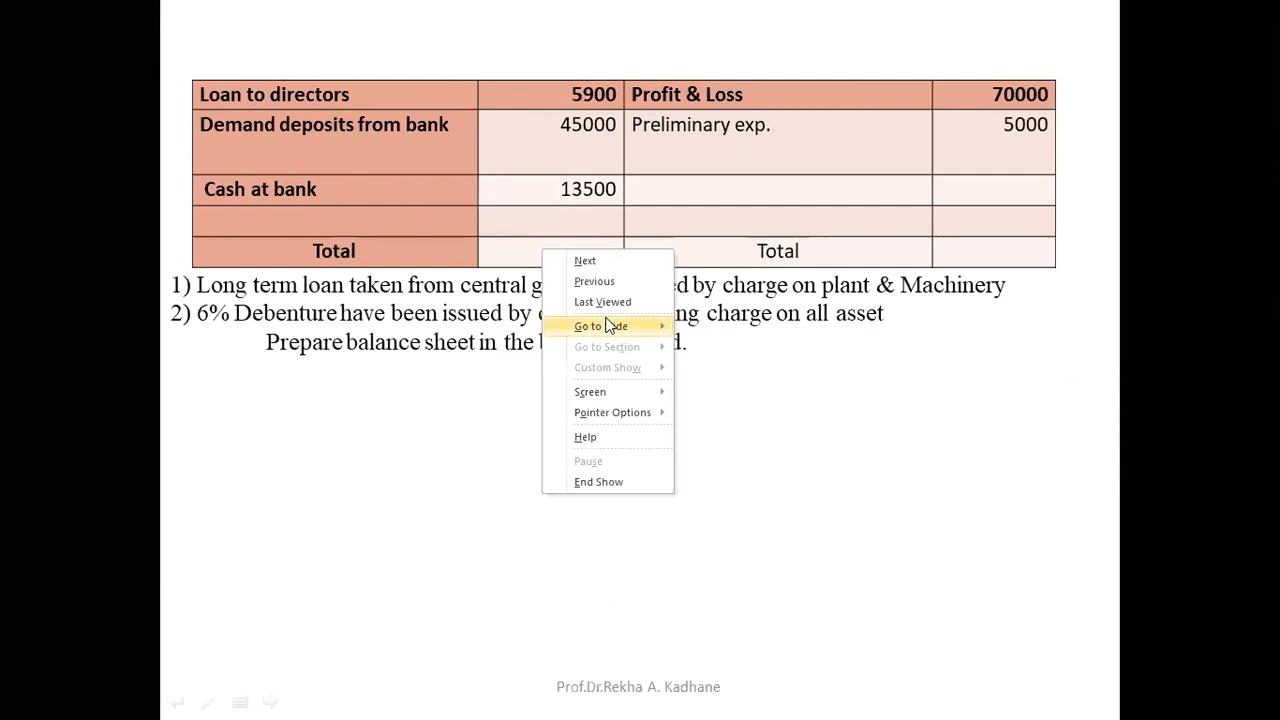 Loan to directors 5900 Profit & Loss 70000
Demand deposits from bank 45000 Preliminary exp. 5000
Cash at bank 13500
Total Total
1) Long term loan taken from central g ed by charge on plant & Machinery
2) 6% Debenture have been issued by ng charge on all asset
Prepare balance sheet in the
Next
Previous
Last Viewed
Go to
Go to Section
Custom Show
Screen
Pointer Options
Help
Pause
End Show
Prof.Dr.Rekha A. Kadhane